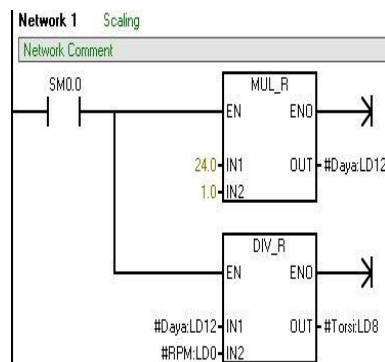 Network 1 Scaling
Network Comment
SM0.0
MUL_R
EN ENO
24.0 IN1 OUT #Daya:LD12
1.0 IN2
DIV_R
EN ENO
#Daya:LD12 IN1 OUT #Torsi:LD8
#RPM:LD0 IN2